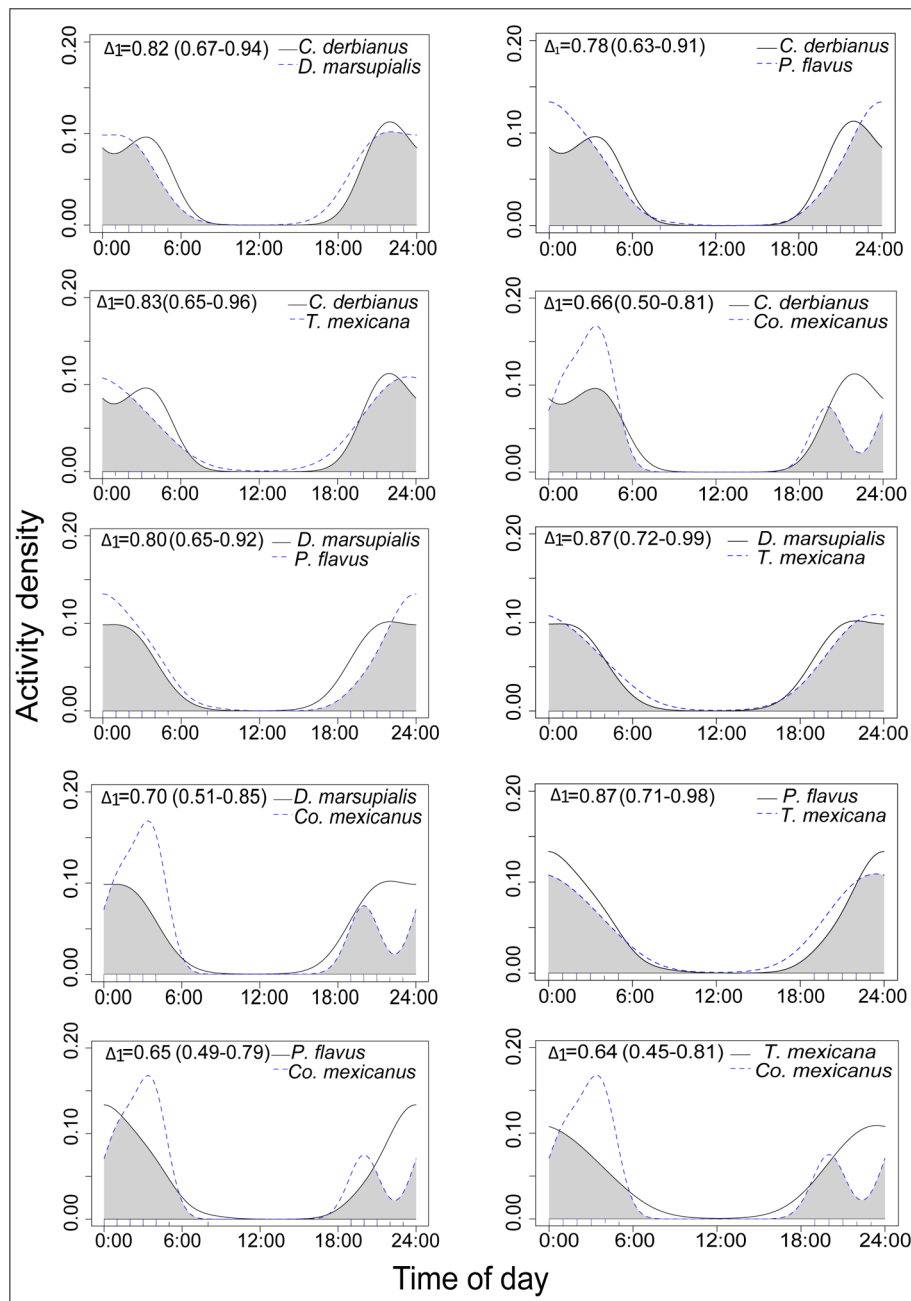 Δ1=0.82 (0.67-0.94) C. derbianus
D. marsupialis
0.20
0.10
0.00
0:00 6:00 12:00 18:00 24:00
Δ1=0.78 (0.63-0.91) C. derbianus
P. flavus
0.20
0.10
0.00
0:00 6:00 12:00 18:00 24:00
Δ1=0.83(0.65-0.96) C. derbianus
T. mexicana
0.20
0.10
0.00
0:00 6:00 12:00 18:00 24:00
Δ1=0.66(0.50-0.81) C. derbianus
Co. mexicanus
0.20
0.10
0.00
0:00 6:00 12:00 18:00 24:00
Activity density
Δ1=0.80(0.65-0.92) D. marsupialis
P. flavus
0.20
0.10
0.00
0:00 6:00 12:00 18:00 24:00
Δ1=0.87(0.72-0.99) D. marsupialis
T. mexicana
0.20
0.10
0.00
0:00 6:00 12:00 18:00 24:00
Δ1=0.70 (0.51-0.85) D. marsupialis
Co. mexicanus
0.20
0.10
0.00
0:00 6:00 12:00 18:00 24:00
Δ1=0.87(0.71-0.98) P. flavus
T. mexicana
0.20
0.10
0.00
0:00 6:00 12:00 18:00 24:00
Δ1=0.65 (0.49-0.79) P. flavus
Co. mexicanus
0.20
0.10
0.00
0:00 6:00 12:00 18:00 24:00
Δ1=0.64 (0.45-0.81) T. mexicana
Co. mexicanus
0.20
0.10
0.00
0:00 6:00 12:00 18:00 24:00
Time of day